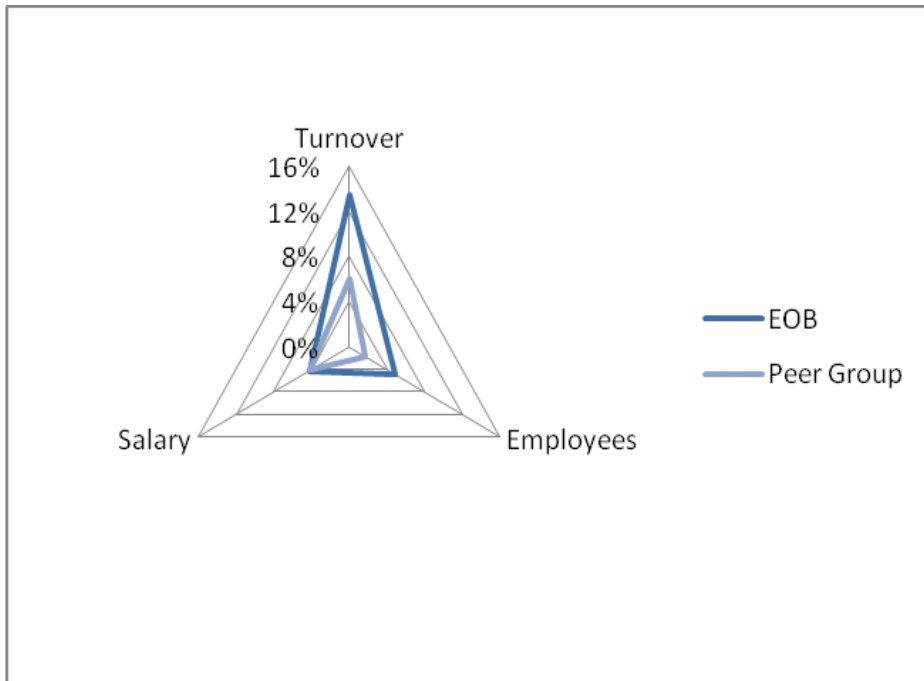 Turnover
16%
12%
8%
4%
0%
Salary
Employees
EOB
Peer Group